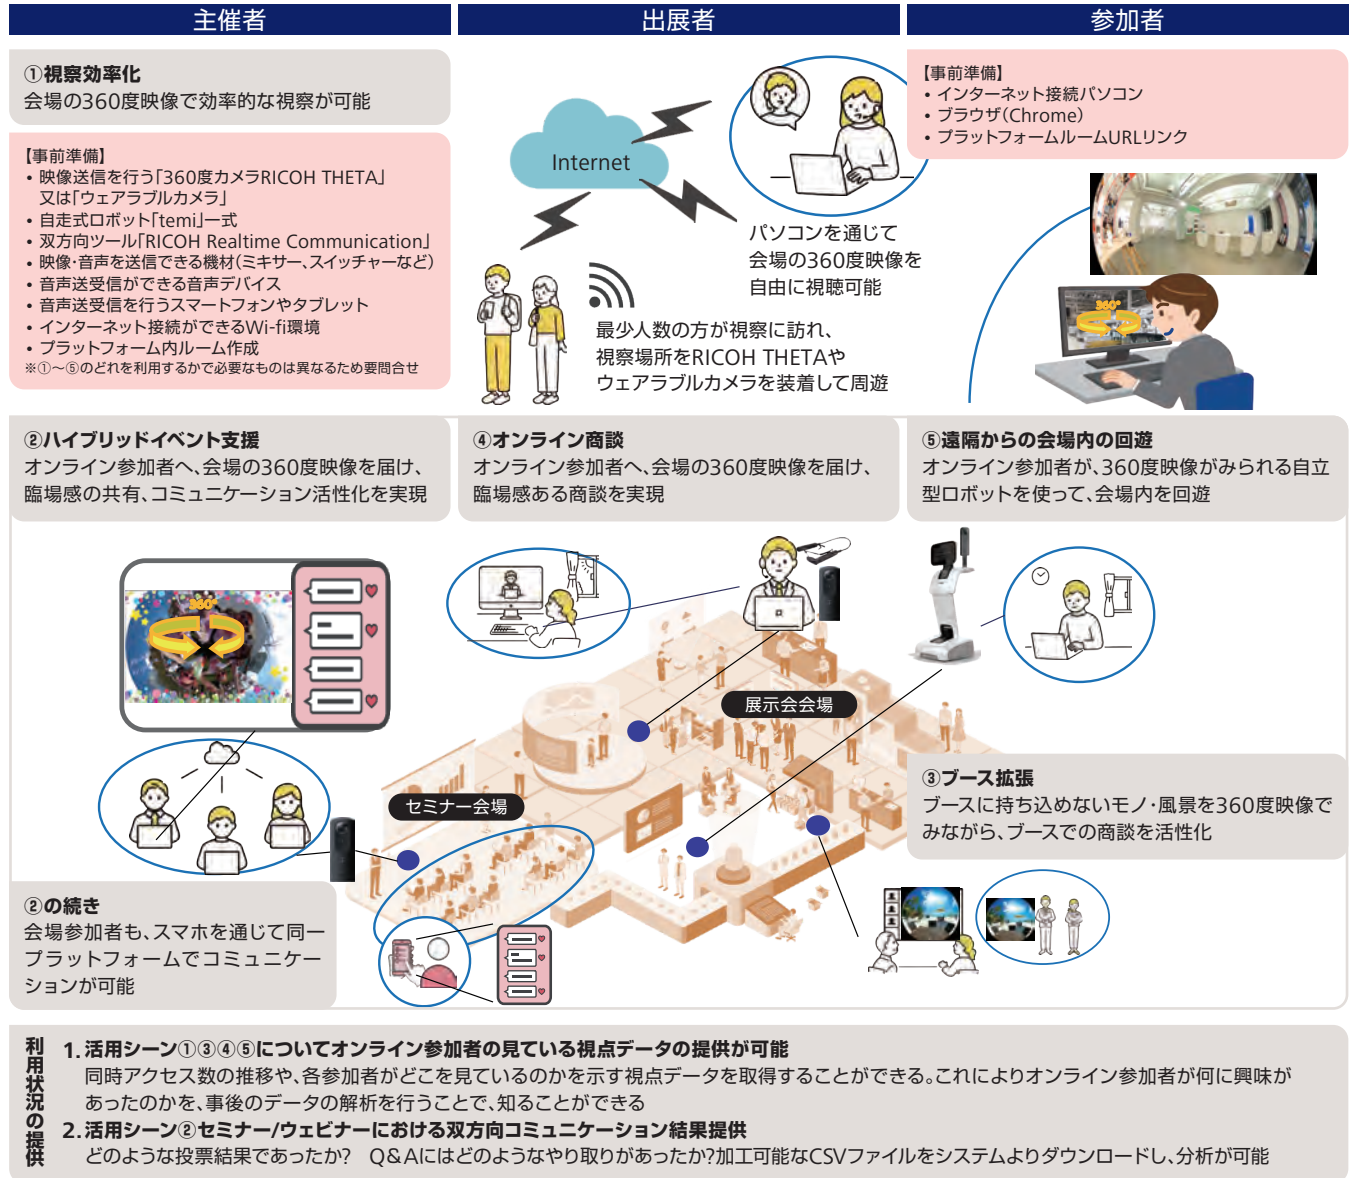 主催者
出展者
参加者
①視察効率化
会場の360度映像で効率的な視察が可能
【事前準備】
• 映像送信を行う「360度カメラRICOH THETA」
又は「ウェアラブルカメラ」
• 自走式ロボット「temi」一式
• 双方向ツール「RICOH Realtime Communication」
• 映像・音声を送信できる機材(ミキサー、スイッチャーなど)
• 音声送受信ができる音声デバイス
• 音声送受信を行うスマートフォンやタブレット
• インターネット接続ができるWi-fi環境
• プラットフォーム内ルーム作成
※①～⑤のどれを利用するかで必要なものは異なるため要問合せ
Internet
パソコンを通じて
会場の360度映像を
自由に視聴可能
最少人数の方が視察に訪れ、
視察場所をRICOH THETAや
ウェアラブルカメラを装着して周遊
【事前準備】
• インターネット接続パソコン
• ブラウザ(Chrome)
• プラットフォームルームURLリンク
360°
②ハイブリッドイベント支援
オンライン参加者へ、会場の360度映像を届け、
臨場感の共有、コミュニケーション活性化を実現
④オンライン商談
オンライン参加者へ、会場の360度映像を届け、
臨場感ある商談を実現
⑤遠隔からの会場内の回遊
オンライン参加者が、360度映像がみられる自立
型ロボットを使って、会場内を回遊
360°
展示会会場
セミナー会場
③ブース拡張
ブースに持ち込めないモノ・風景を360度映像で
みながら、ブースでの商談を活性化
②の続き
会場参加者も、スマホを通じて同一
プラットフォームでコミュニケー
ションが可能
利用状況の提供
1. 活用シーン①③④⑤についてオンライン参加者の見ている視点データの提供が可能
同時アクセス数の推移や、各参加者がどこを見ているのかを示す視点データを取得することができる。これによりオンライン参加者が何に興味が
あったのかを、事後のデータの解析を行うことで、知ることができる
2. 活用シーン②セミナー/ウェビナーにおける双方向コミュニケーション結果提供
どのような投票結果であったか?　Q&Aにはどのようなやり取りがあったか?加工可能なCSVファイルをシステムよりダウンロードし、分析が可能